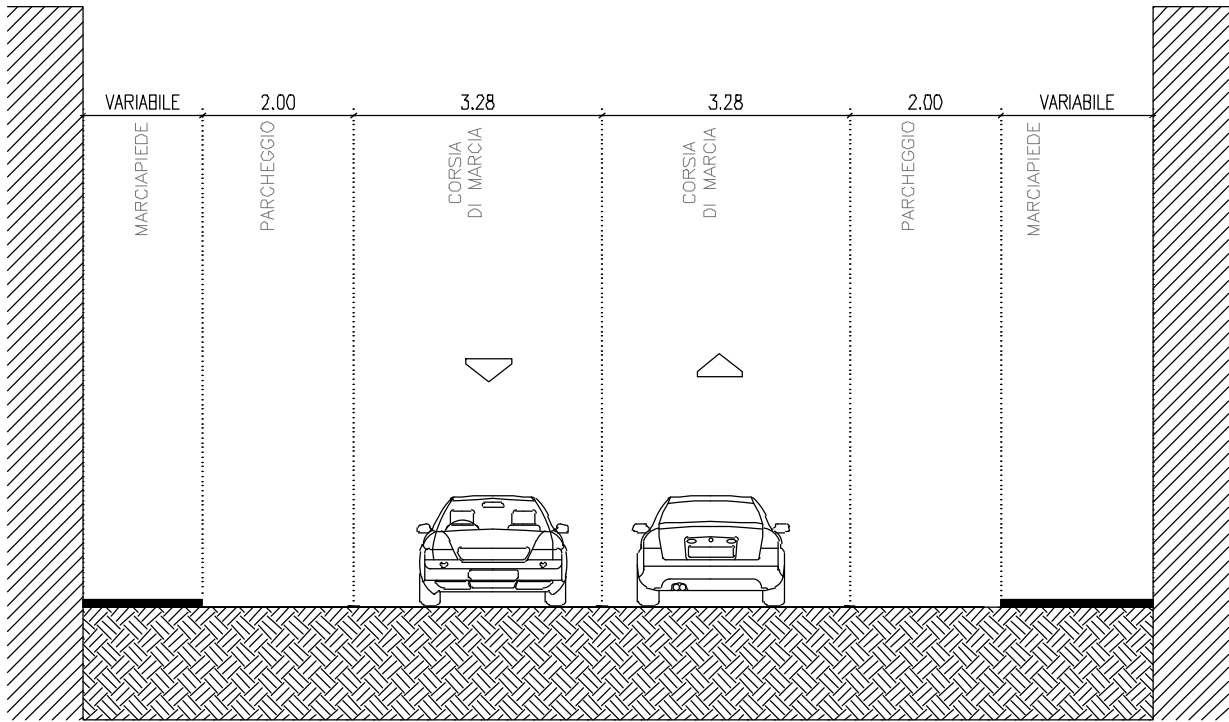 VARIABILE
2.00
3.28
3.28
2.00
VARIABILE
MARCIAPIEDE
PARCHEGGIO
CORSIA
DI MARCIA
CORSIA
DI MARCIA
PARCHEGGIO
MARCIAPIEDE